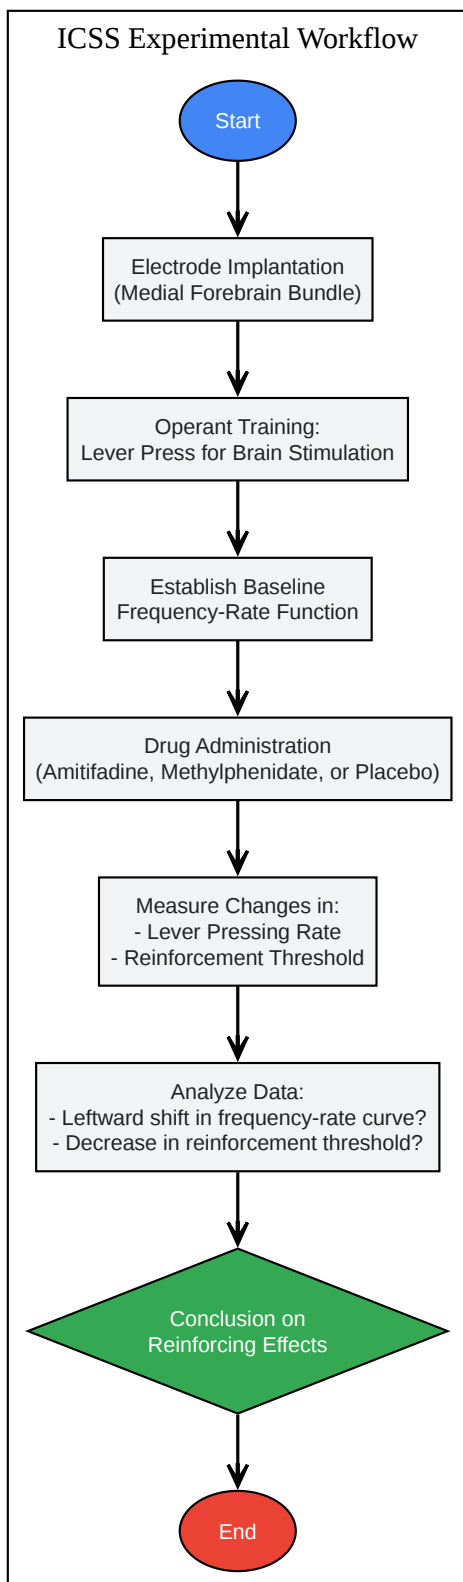 ICSS Experimental Workflow
Start
Electrode Implantation
(Medial Forebrain Bundle)
Operant Training:
Lever Press for Brain Stimulation
Establish Baseline
Frequency-Rate Function
Drug Administration
(Amitifadine, Methylphenidate, or Placebo)
Measure Changes in:
- Lever Pressing Rate
- Reinforcement Threshold
Analyze Data:
- Leftward shift in frequency-rate curve?
- Decrease in reinforcement threshold?
Conclusion on
Reinforcing Effects
End